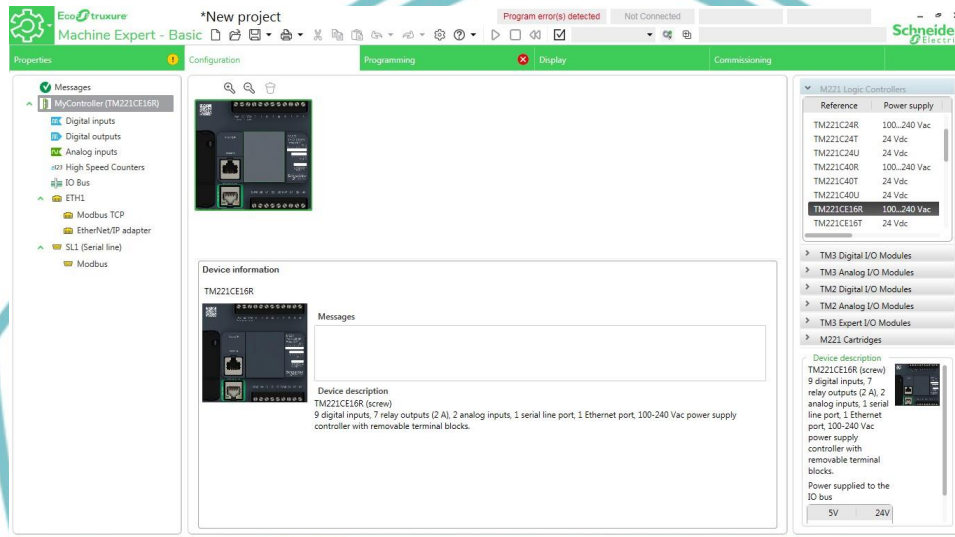 EcoStruxure
Machine Expert - Basic
*New project
Program error(s) detected
Not Connected
Schneide
Electri
Properties
Configuration
Programming
Display
Commissioning
Messages
MyController (TM221CE16R)
Digital inputs
Digital outputs
Analog inputs
High Speed Counters
IO Bus
ETH1
Modbus TCP
EtherNet/IP adapter
SL1 (Serial line)
Modbus
Device information
TM221CE16R
Messages
Device description
TM221CE16R (screw)
9 digital inputs, 7 relay outputs (2 A), 2 analog inputs, 1 serial line port, 1 Ethernet port, 100-240 Vac power supply
controller with removable terminal blocks.
M221 Logic Controllers
Reference Power supply
TM221C24R 100...240 Vac
TM221C24T 24 Vdc
TM221C24U 24 Vdc
TM221C40R 100...240 Vac
TM221C40T 24 Vdc
TM221C40U 24 Vdc
TM221CE16R 100...240 Vac
TM221CE16T 24 Vdc
TM3 Digital I/O Modules
TM3 Analog I/O Modules
TM2 Digital I/O Modules
TM2 Analog I/O Modules
TM3 Expert I/O Modules
M221 Cartridges
Device description
TM221CE16R (screw)
9 digital inputs, 7
relay outputs (2 A), 2
analog inputs, 1 serial
line port, 1 Ethernet
port, 100-240 Vac
power supply
controller with
removable terminal
blocks.
Power supplied to the
IO bus
5V 24V